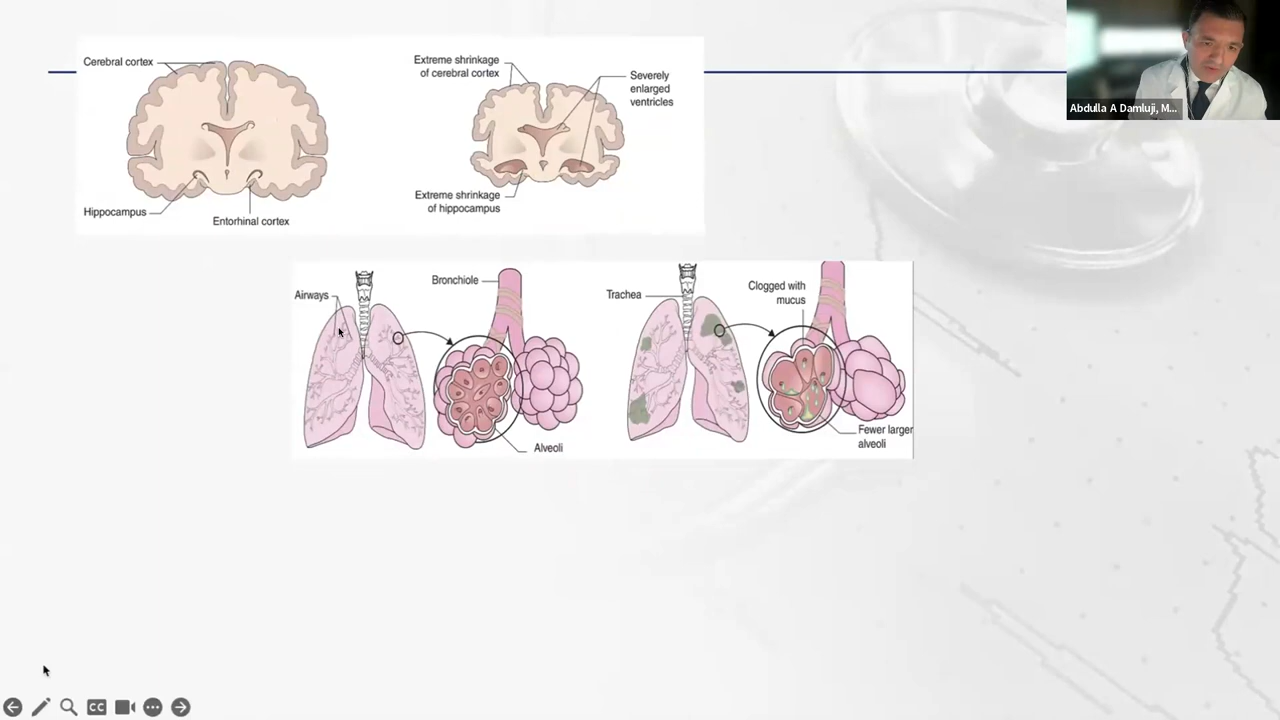 Cerebral cortex
Hippocampus
Entorhinal cortex
Extreme shrinkage
of cerebral cortex
Severely
enlarged
ventricles
Extreme shrinkage
of hippocampus
Airways
Bronchiole
Alveoli
Trachea
Clogged with
mucus
Fewer larger
alveoli
Abdulla A Damluji, M...
CC